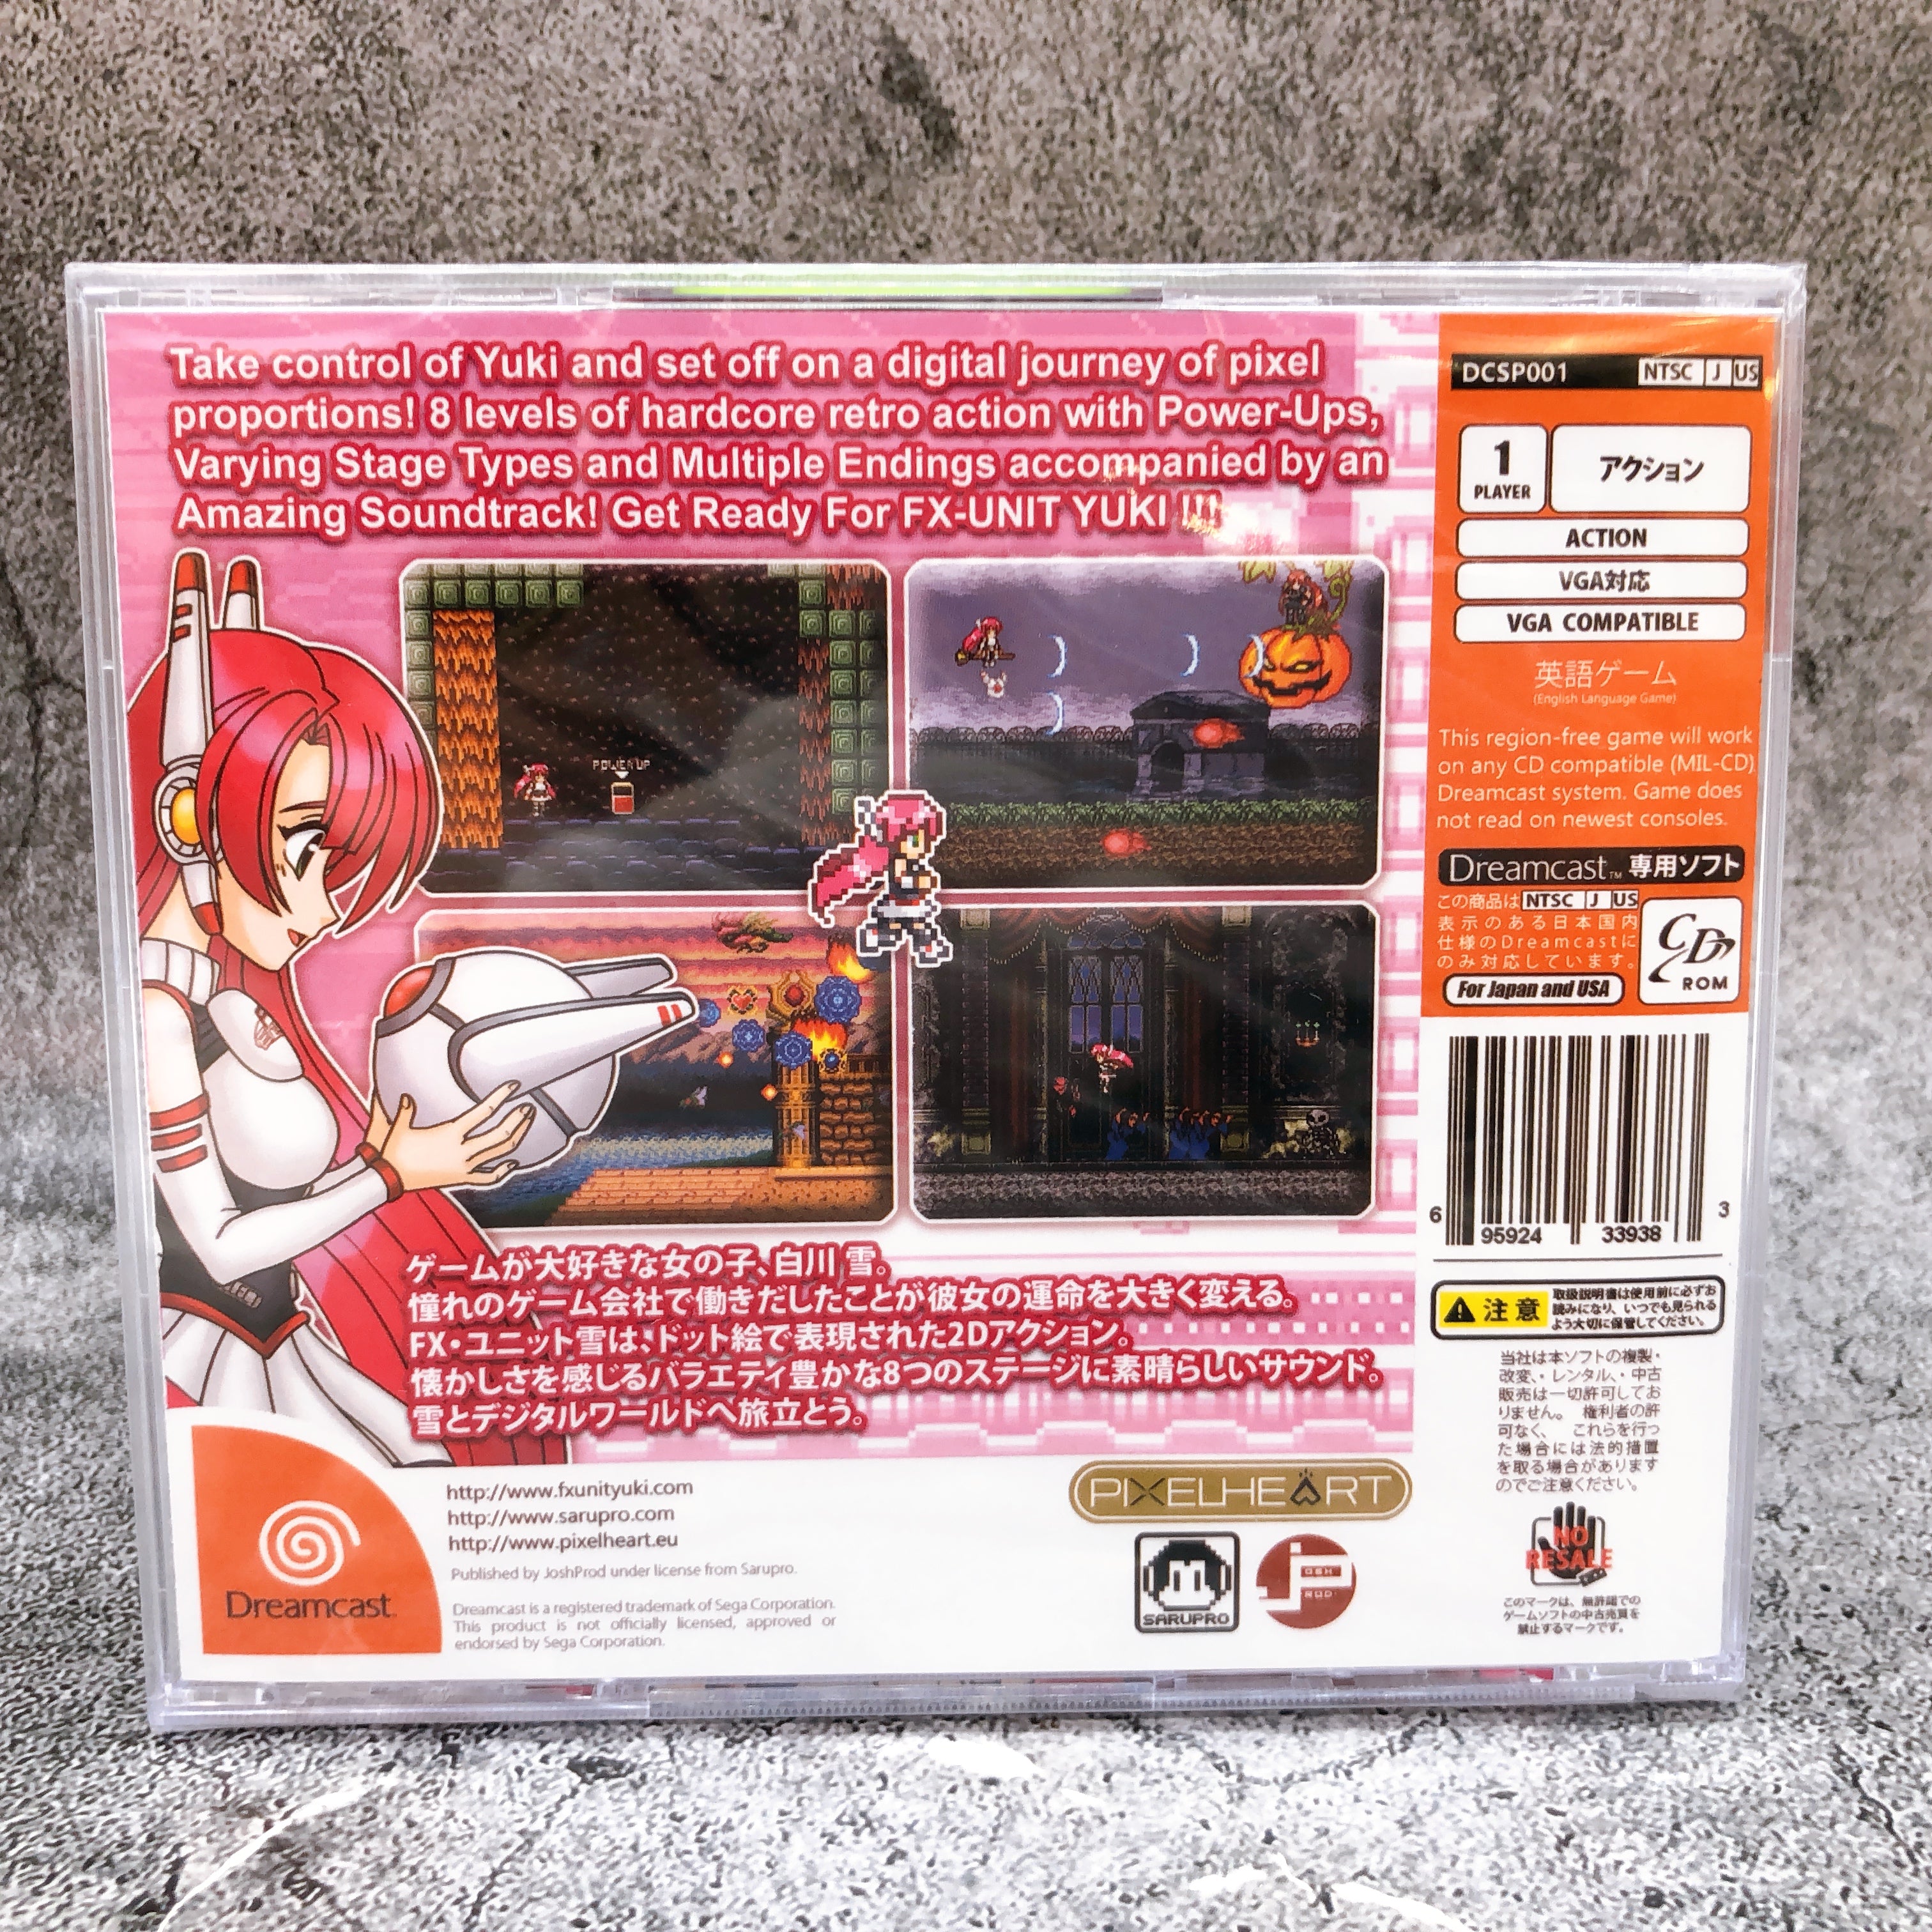 Take control of Yuki and set off on a digital journey of pixel
proportions! 8 levels of hardcore retro action with Power-Ups,
Varying Stage Types and Multiple Endings accompanied by an
Amazing Soundtrack! Get Ready For FX-UNIT YUKI !!!
POWER UP
ゲームが大好きな女の子、白川 雪。
憧れのゲーム会社で働きだしたことが彼女の運命を大きく変える。
FX・ユニット雪は、ドット絵で表現された2Dアクション。
懐かしさを感じるバラエティ豊かな8つのステージに素晴らしいサウンド。
雪とデジタルワールドへ旅立とう。
Dreamcast
http://www.fxunityuki.com
http://www.sarupro.com
http://www.pixelheart.eu
Published by JoshProd under license from Sarupro.
Dreamcast is a registered trademark of Sega Corporation.
This product is not officially licensed, approved or
endorsed by Sega Corporation.
PIXELHEART
SARUPRO
JOSH PROD
DCSP001 NTSC J US
1 PLAYER
アクション
ACTION
VGA対応
VGA COMPATIBLE
英語ゲーム
(English Language Game)
This region-free game will work
on any CD compatible (MIL-CD)
Dreamcast system. Game does
not read on newest consoles.
Dreamcast™ 専用ソフト
この商品は NTSC J US
表示のある日本国内
仕様のDreamcastに
のみ対応しています。
For Japan and USA
CD ROM
6 95924 33938 3
注意
取扱説明書は使用前に必ずお
読みになり、いつでも見られる
よう大切に保管してください。
当社は本ソフトの複製・
改変、・レンタル、・中古
販売は一切許可してお
りません。 権利者の許
可なく、 これらを行っ
た場合には法的措置
を取る場合があります
のでご注意ください。
NO
RESALE
このマークは、無許諾での
ゲームソフトの中古売買を
禁止するマークです。